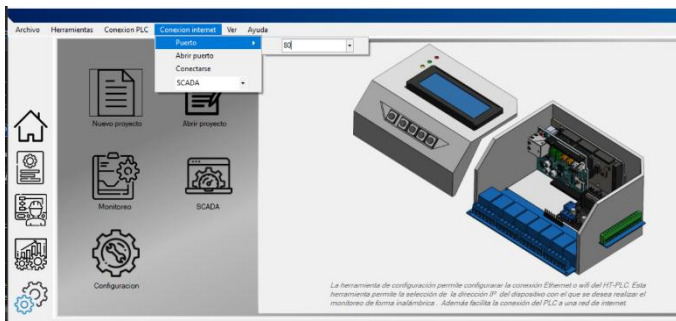 Archivo Herramientas Conexion PLC Conexion internet Ver Ayuda
Puerto 80
Abrir puerto
Conectarse
SCADA
Nuevo proyecto Abrir proyecto
Monitoreo SCADA
Configuracion
La herramienta de configuración permite configurarar la conexión Ethernet o wifi del HT-PLC. Esta
herramienta permite la selección de la dirección IP del dispositivo con el que se desea realizar el
monitoreo de forma inalámbrica . Además facilita la conexión del PLC a una red de internet